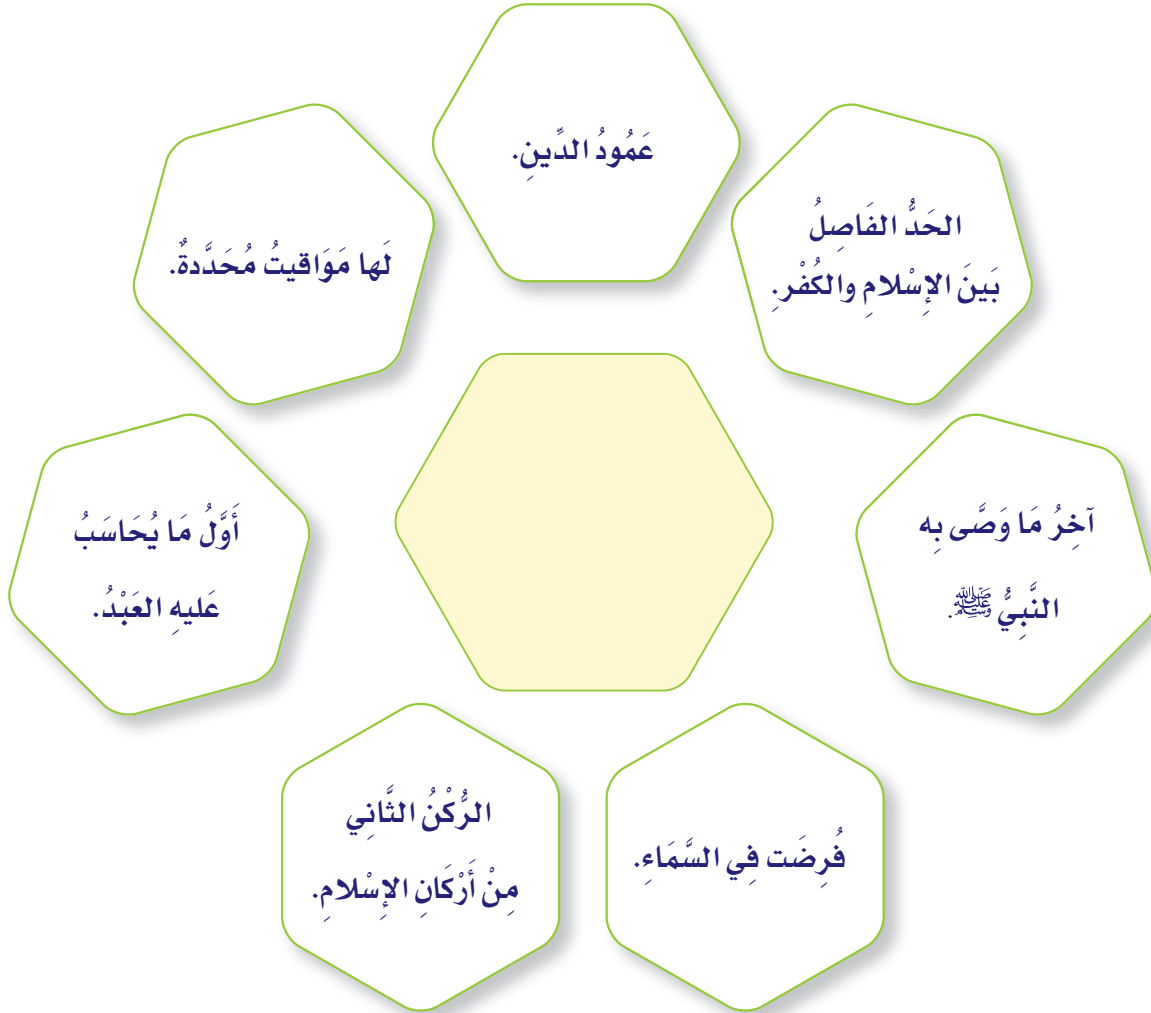 عَمُودُ الدِّينِ.
الحَدُّ الفَاصِلُ
بَينَ الإِسْلامِ والكُفْرِ.
لَها مَوَاقيتُ مُحَدَّدةٌ.
آخِرُ مَا وَصَّى بِه
النَّبِيُّ ﷺ.
أَوَّلُ مَا يُحَاسَبُ
عَليهِ العَبْدُ.
فُرِضَت فِي السَّمَاءِ.
الرُّكْنُ الثَّانِي
مِنْ أَرْكَانِ الإِسْلامِ.